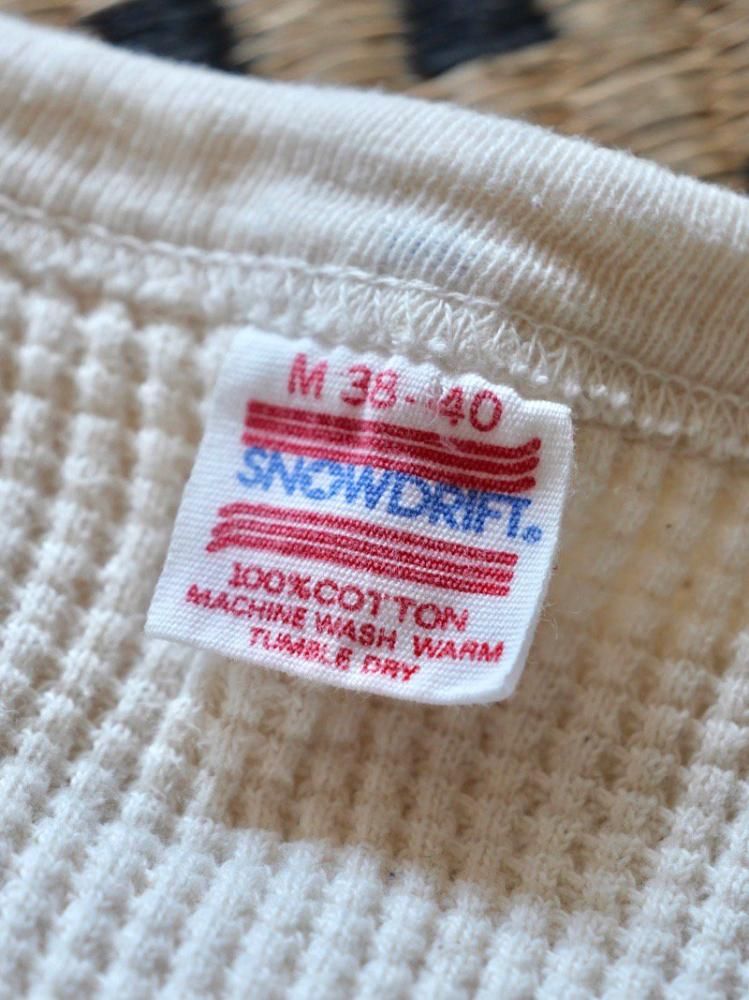 M 38-40
SNOWDRIFT®
100% COTTON
MACHINE WASH WARM
TUMBLE DRY